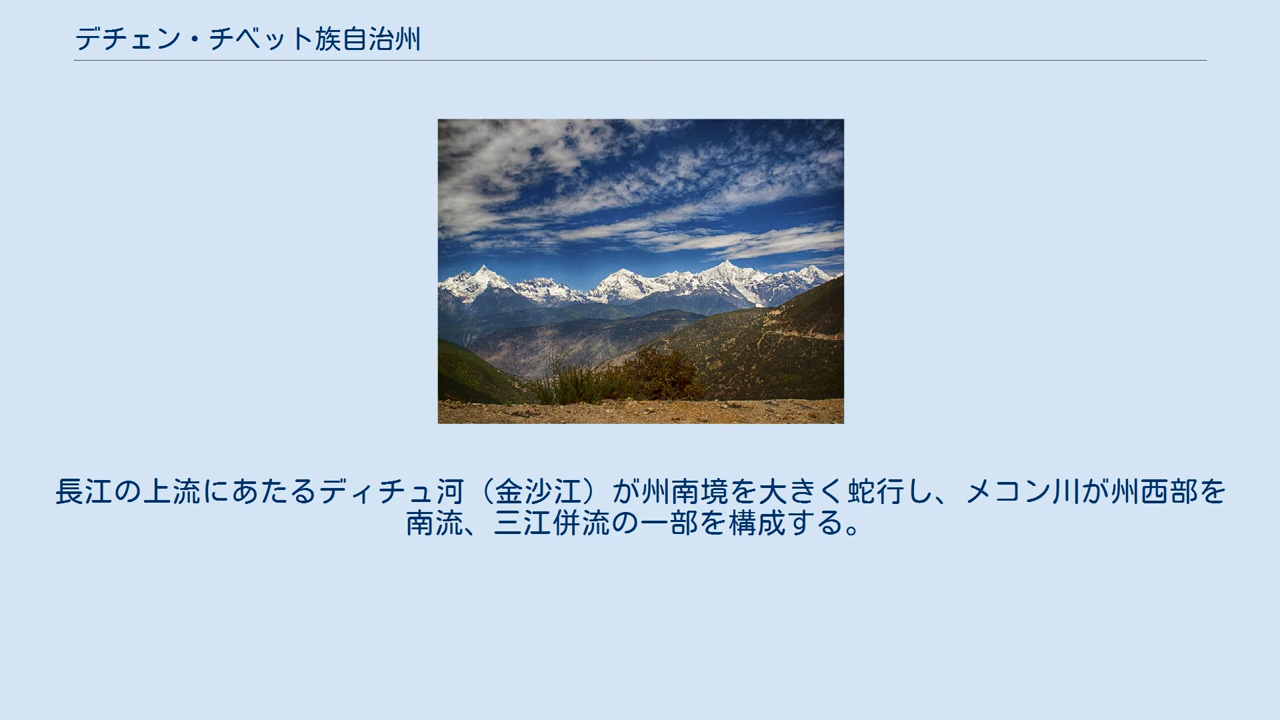 デチェン・チベット族自治州
長江の上流にあたるディチュ河（金沙江）が州南境を大きく蛇行し、メコン川が州西部を
南流、三江併流の一部を構成する。